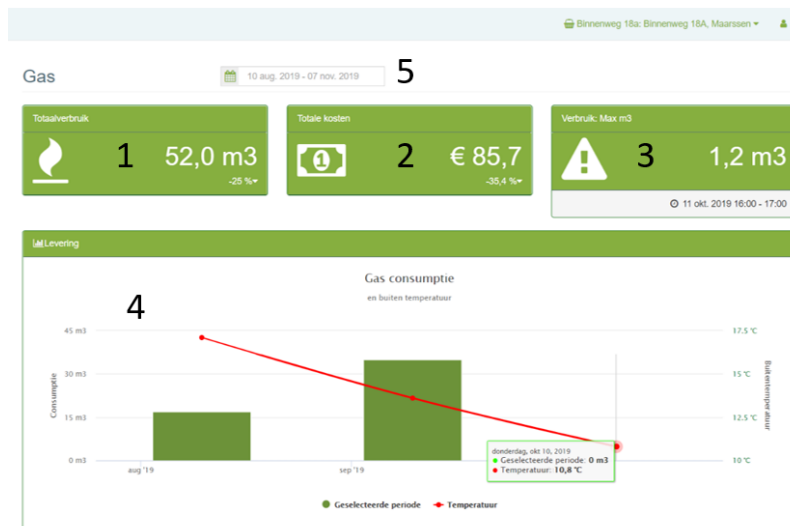 Binnenweg 18a: Binnenweg 18A, Maarssen
Gas
10 aug. 2019 - 07 nov. 2019
5
Totaalverbruik
1
52,0 m3
-25 %
Totale kosten
1
2
€ 85,7
-35,4 %
Verbruik: Max m3
3
1,2 m3
11 okt. 2019 16:00 - 17:00
Levering
Gas consumptie
en buiten temperatuur
4
45 m3
30 m3
15 m3
0 m3
Consumptie
17.5 °C
15 °C
12.5 °C
10 °C
Buitentemperatuur
aug '19
sep '19
donderdag, okt 10, 2019
Geselecteerde periode: 0 m3
Temperatuur: 10,8 °C
Geselecteerde periode
Temperatuur